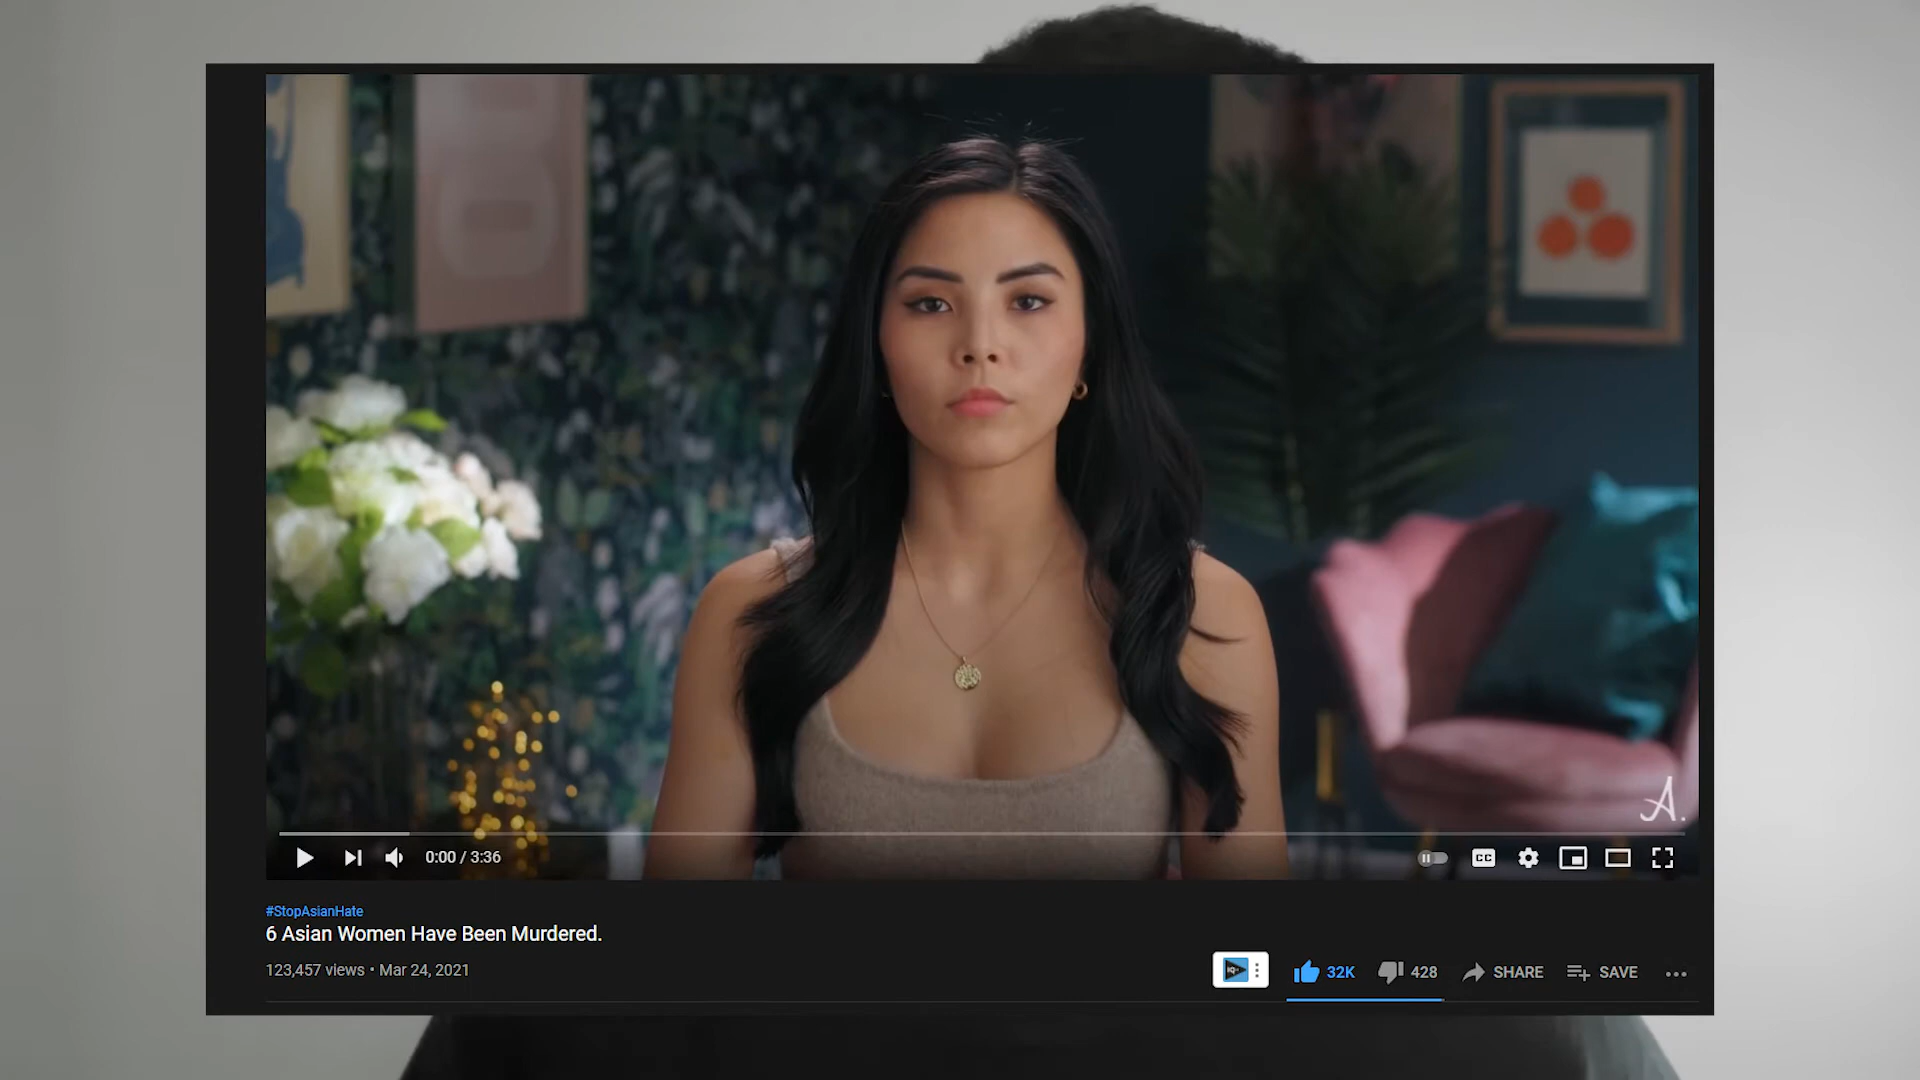 A.
0:00 / 3:36
CC
#StopAsianHate
6 Asian Women Have Been Murdered.
123,457 views • Mar 24, 2021
32K 428 SHARE SAVE